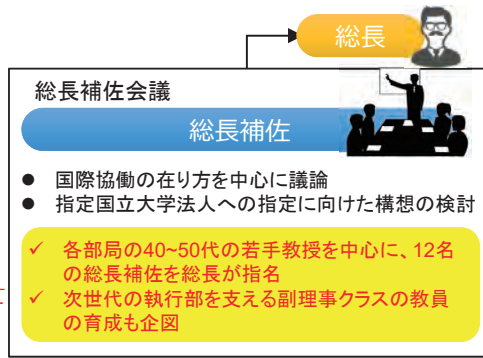 総長
総長補佐会議
総長補佐
● 国際協働の在り方を中心に議論
● 指定国立大学法人への指定に向けた構想の検討
✓ 各部局の40~50代の若手教授を中心に、12名
の総長補佐を総長が指名
✓ 次世代の執行部を支える副理事クラスの教員
の育成も企図